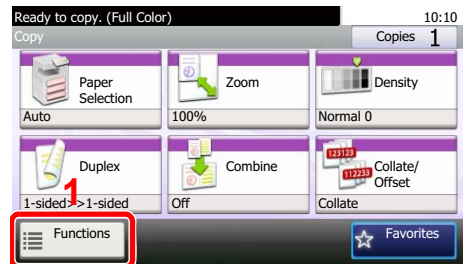 Ready to copy. (Full Color)
10:10
Copy
Copies 1
Paper
Selection
Auto
Zoom
100%
Density
Normal 0
Duplex
1-sided>>1-sided
Combine
Off
123123
112233
Collate/
Offset
Collate
1
Functions
Favorites